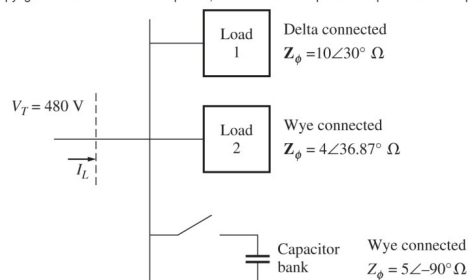 Load
1
Delta connected
Z_ϕ =10∠30° Ω
V_T = 480 V
I_L
Load
2
Wye connected
Z_ϕ = 4∠36.87° Ω
Capacitor
bank
Wye connected
Z_ϕ = 5∠–90° Ω